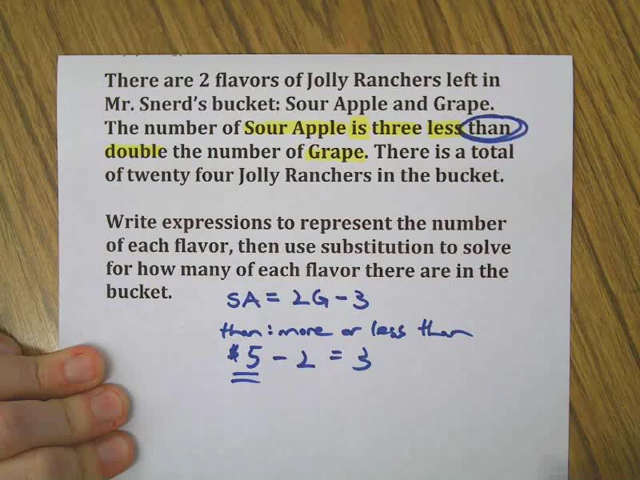 There are 2 flavors of Jolly Ranchers left in
Mr. Snerd's bucket: Sour Apple and Grape.
The number of Sour Apple is three less than
double the number of Grape. There is a total
of twenty four Jolly Ranchers in the bucket.
Write expressions to represent the number
of each flavor, then use substitution to solve
for how many of each flavor there are in the
bucket.
SA = 2G - 3
than: more or less than
$5 - 2 = 3